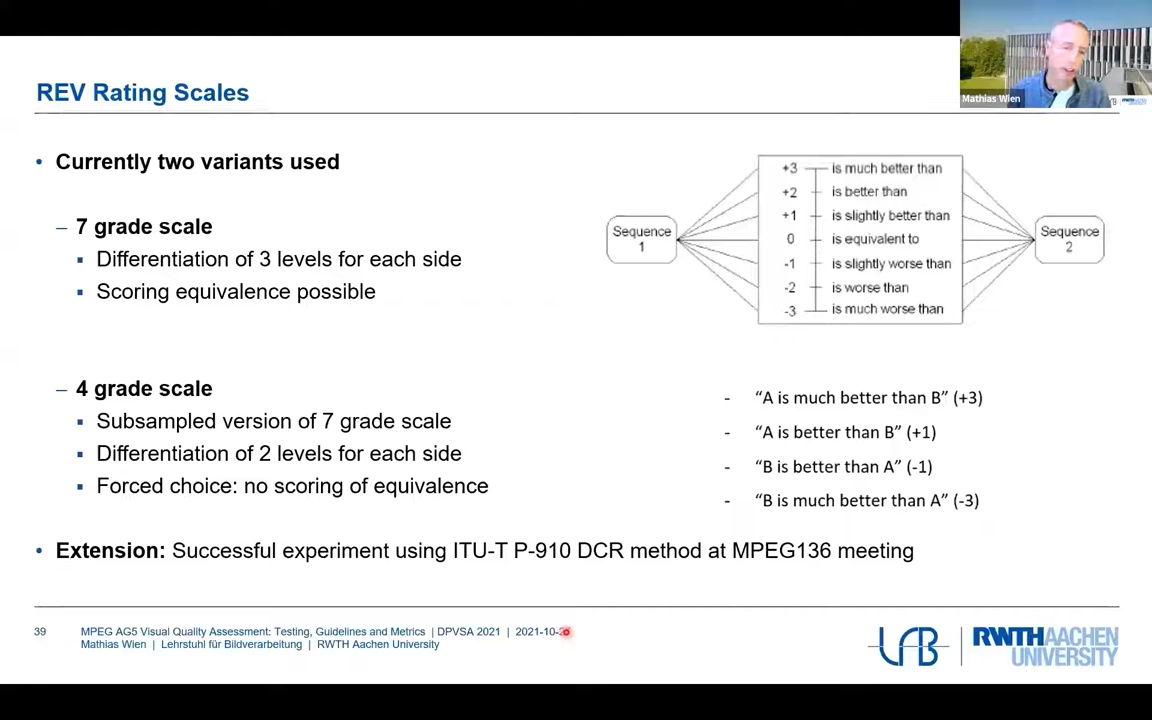 Mathias Wien
REV Rating Scales
• Currently two variants used
– 7 grade scale
▪ Differentiation of 3 levels for each side
▪ Scoring equivalence possible
Sequence
1
+3 is much better than
+2 is better than
+1 is slightly better than
0 is equivalent to
-1 is slightly worse than
-2 is worse than
-3 is much worse than
Sequence
2
– 4 grade scale
▪ Subsampled version of 7 grade scale
▪ Differentiation of 2 levels for each side
▪ Forced choice: no scoring of equivalence
- “A is much better than B” (+3)
- “A is better than B” (+1)
- “B is better than A” (-1)
- “B is much better than A” (-3)
• Extension: Successful experiment using ITU-T P-910 DCR method at MPEG136 meeting
39
MPEG AG5 Visual Quality Assessment: Testing, Guidelines and Metrics | DPVSA 2021 | 2021-10-
Mathias Wien | Lehrstuhl für Bildverarbeitung | RWTH Aachen University
LfB
RWTHAACHEN
UNIVERSITY